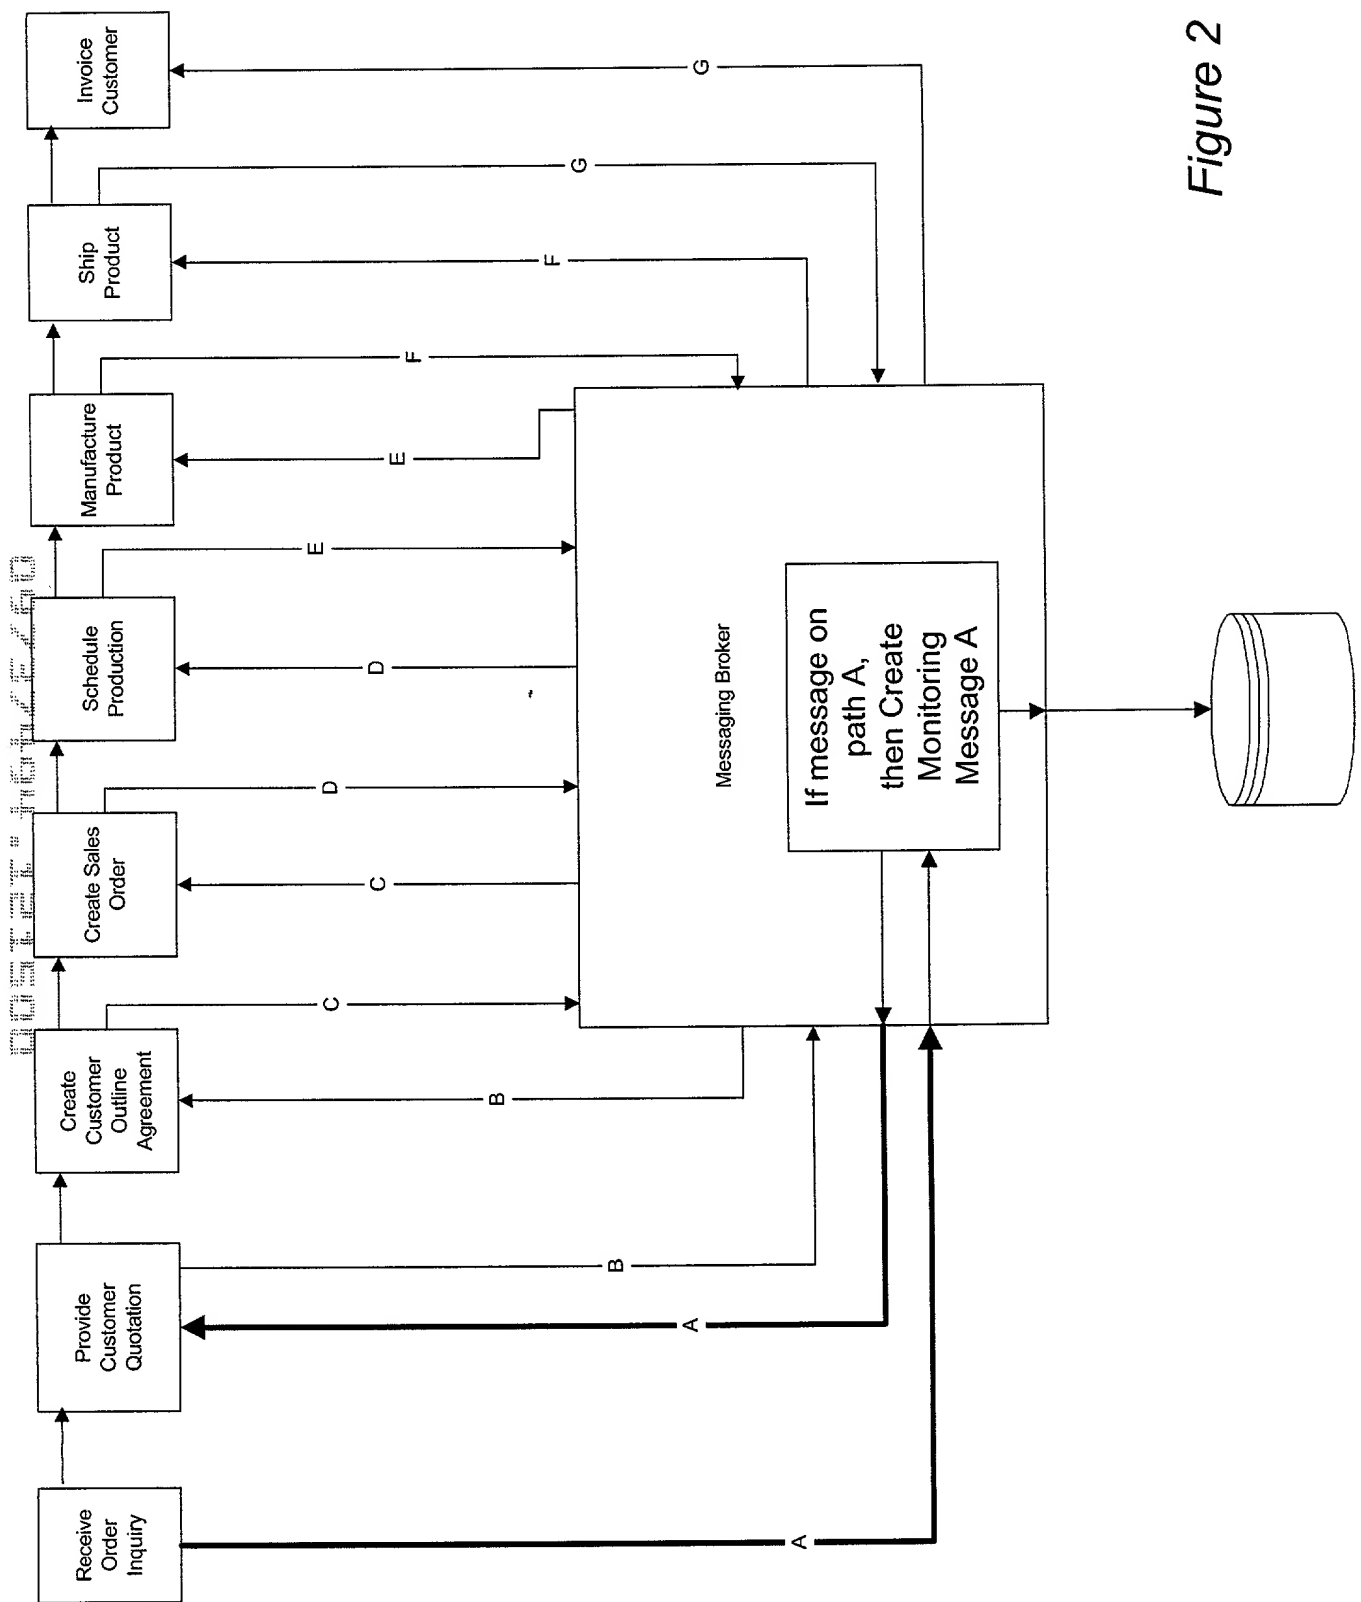 Receive
Order
Inquiry
Provide
Customer
Quotation
Create
Customer
Outline
Agreement
Create Sales
Order
Schedule
Production
Manufacture
Product
Ship
Product
Invoice
Customer
A
A
B
B
C
C
D
D
E
E
F
F
G
G
Messaging Broker
If message on
path A,
then Create
Monitoring
Message A
Figure 2